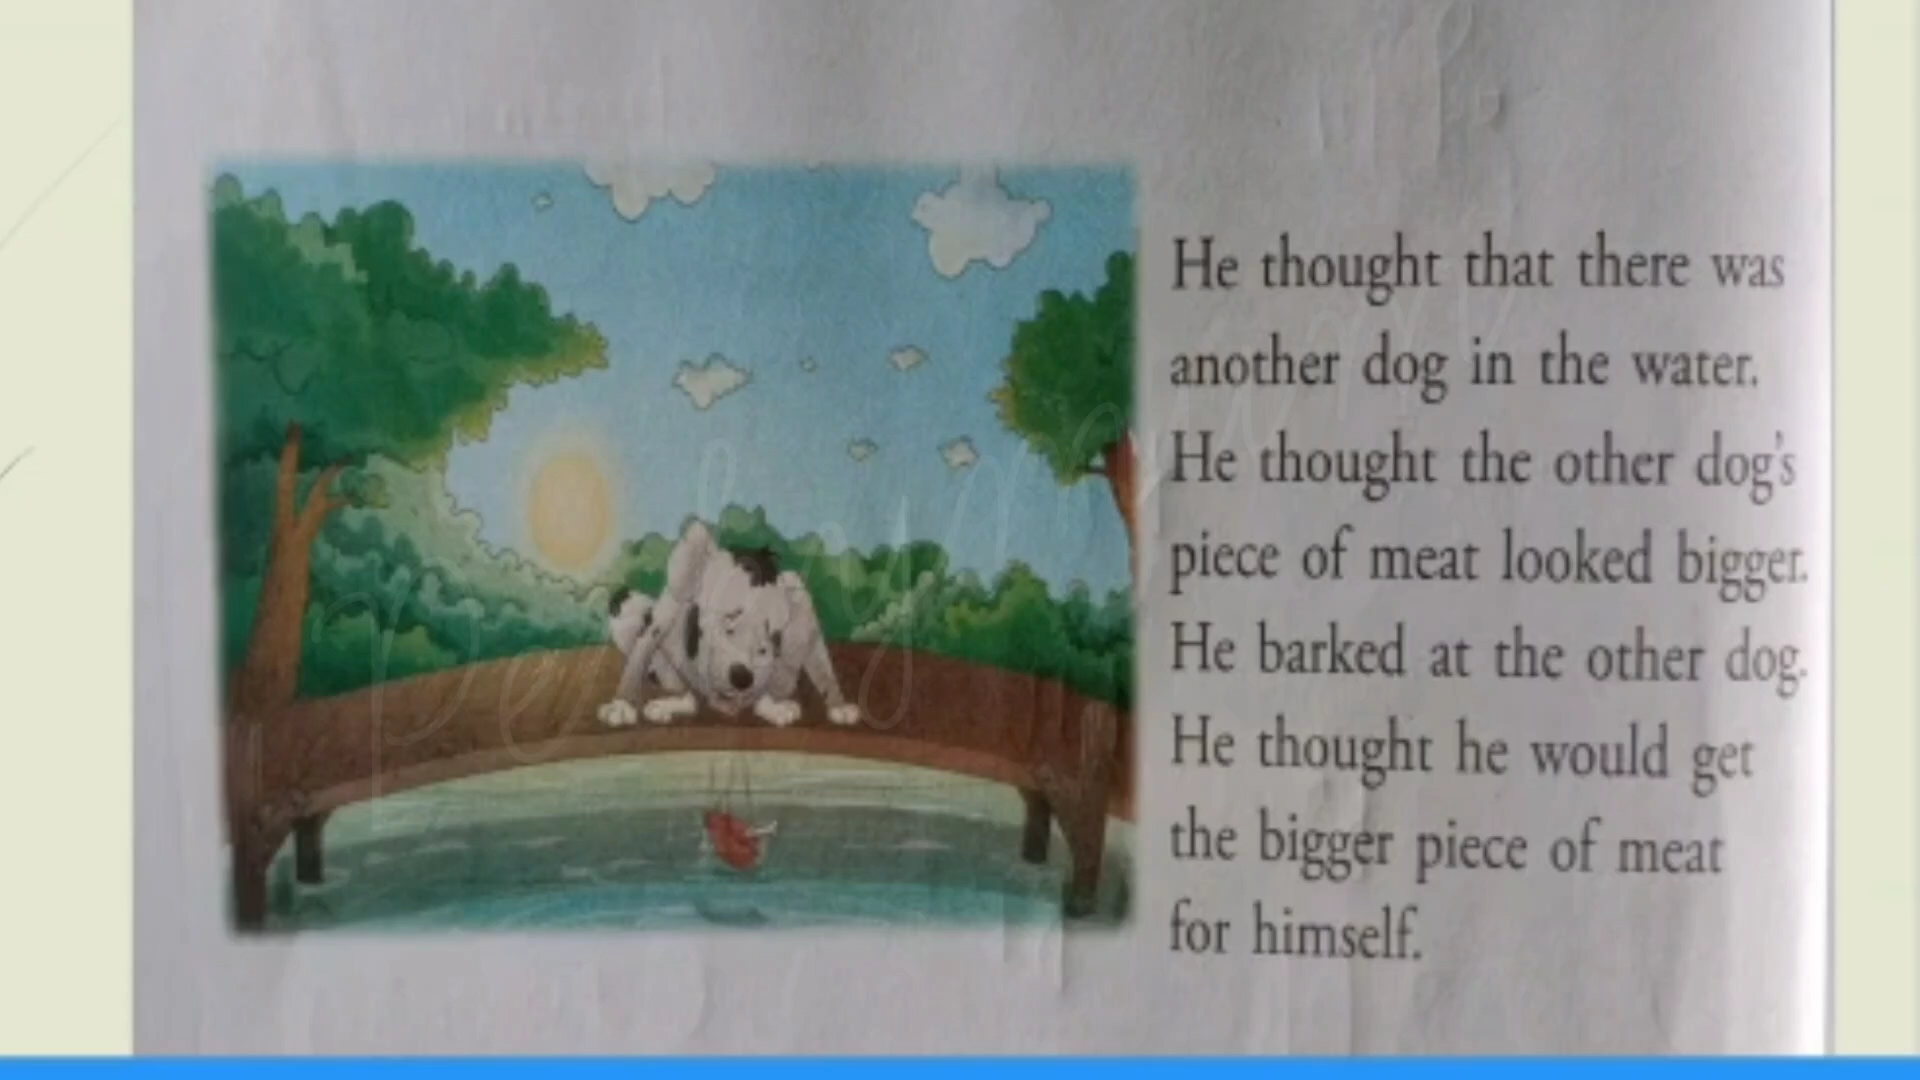 He thought that there was
another dog in the water.
He thought the other dog's
piece of meat looked bigger.
He barked at the other dog.
He thought he would get
the bigger piece of meat
for himself.